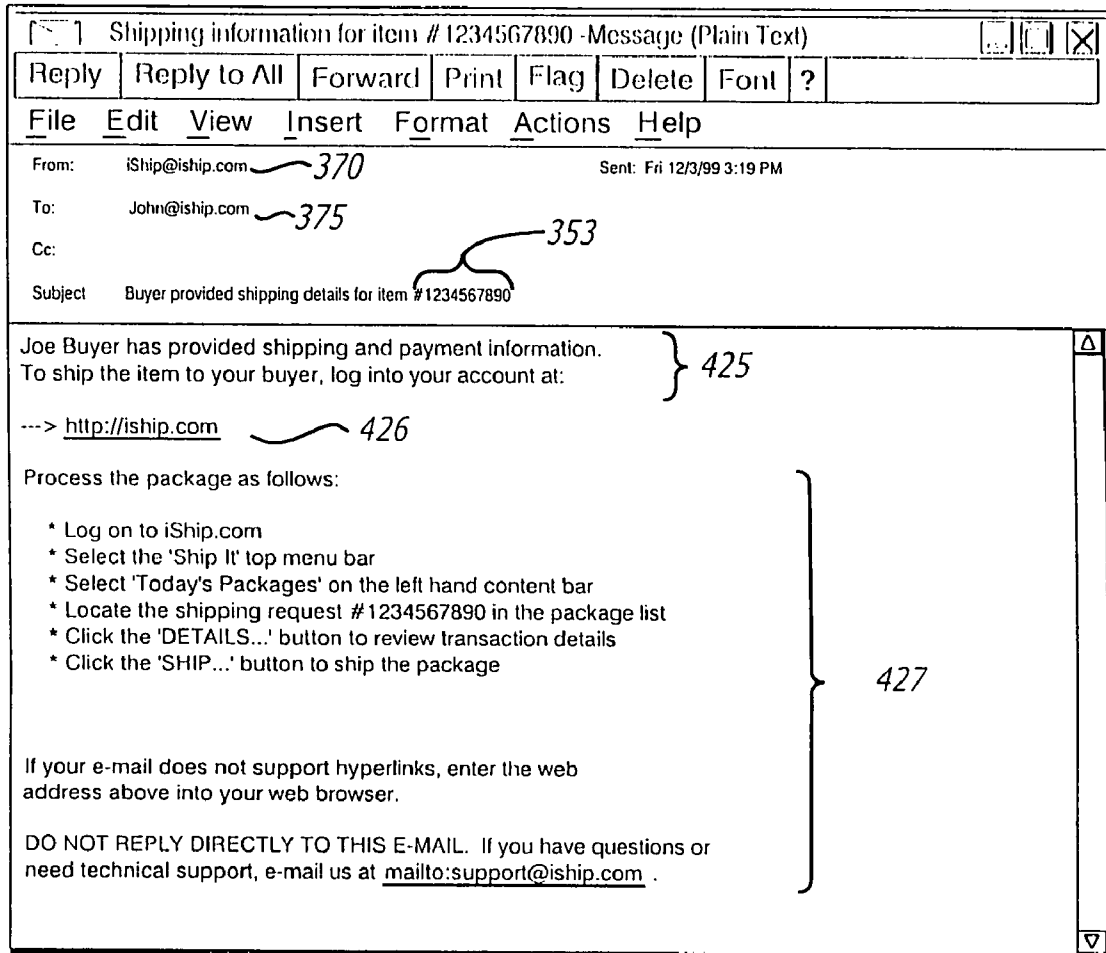 Shipping information for item #1234567890 -Message (Plain Text)
Reply Reply to All Forward Print Flag Delete Font ?
File Edit View Insert Format Actions Help
From: iShip@iship.com 370 Sent: Fri 12/3/99 3:19 PM
To: John@iship.com 375
353
Cc:
Subject Buyer provided shipping details for item #1234567890
Joe Buyer has provided shipping and payment information.
To ship the item to your buyer, log into your account at:
425
---> http://iship.com 426
Process the package as follows:
* Log on to iShip.com
* Select the 'Ship It' top menu bar
* Select 'Today's Packages' on the left hand content bar
* Locate the shipping request #1234567890 in the package list
* Click the 'DETAILS...' button to review transaction details
* Click the 'SHIP...' button to ship the package
427
If your e-mail does not support hyperlinks, enter the web
address above into your web browser.
DO NOT REPLY DIRECTLY TO THIS E-MAIL. If you have questions or
need technical support, e-mail us at mailto:support@iship.com .